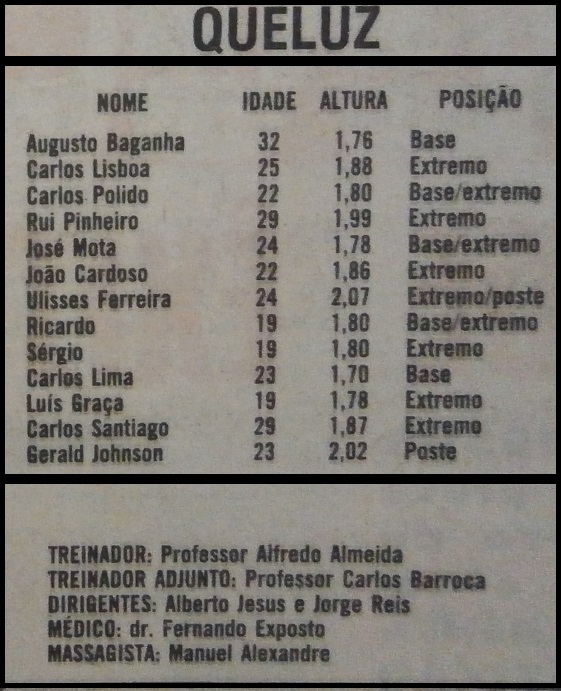 QUELUZ
NOME IDADE ALTURA POSIÇÃO
Augusto Baganha 32 1,76 Base
Carlos Lisboa 25 1,88 Extremo
Carlos Polido 22 1,80 Base/extremo
Rui Pinheiro 29 1,99 Extremo
José Mota 24 1,78 Base/extremo
João Cardoso 22 1,86 Extremo
Ulisses Ferreira 24 2,07 Extremo/poste
Ricardo 19 1,80 Base/extremo
Sérgio 19 1,80 Extremo
Carlos Lima 23 1,70 Base
Luís Graça 19 1,78 Extremo
Carlos Santiago 29 1,87 Extremo
Gerald Johnson 23 2,02 Poste
TREINADOR: Professor Alfredo Almeida
TREINADOR ADJUNTO: Professor Carlos Barroca
DIRIGENTES: Alberto Jesus e Jorge Reis
MÉDICO: dr. Fernando Exposto
MASSAGISTA: Manuel Alexandre